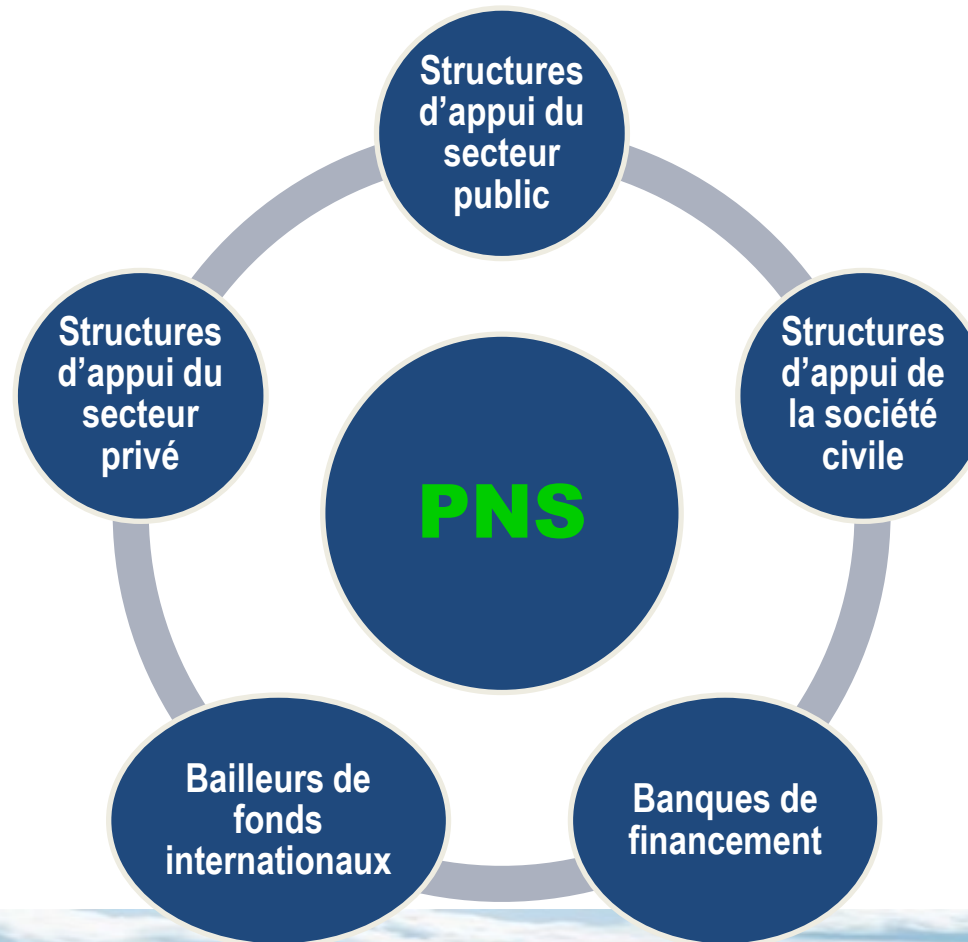 Structures
d’appui du
secteur
public
Structures
d’appui du
secteur
privé
Structures
d’appui de
la société
civile
PNS
Bailleurs de
fonds
internationaux
Banques de
financement